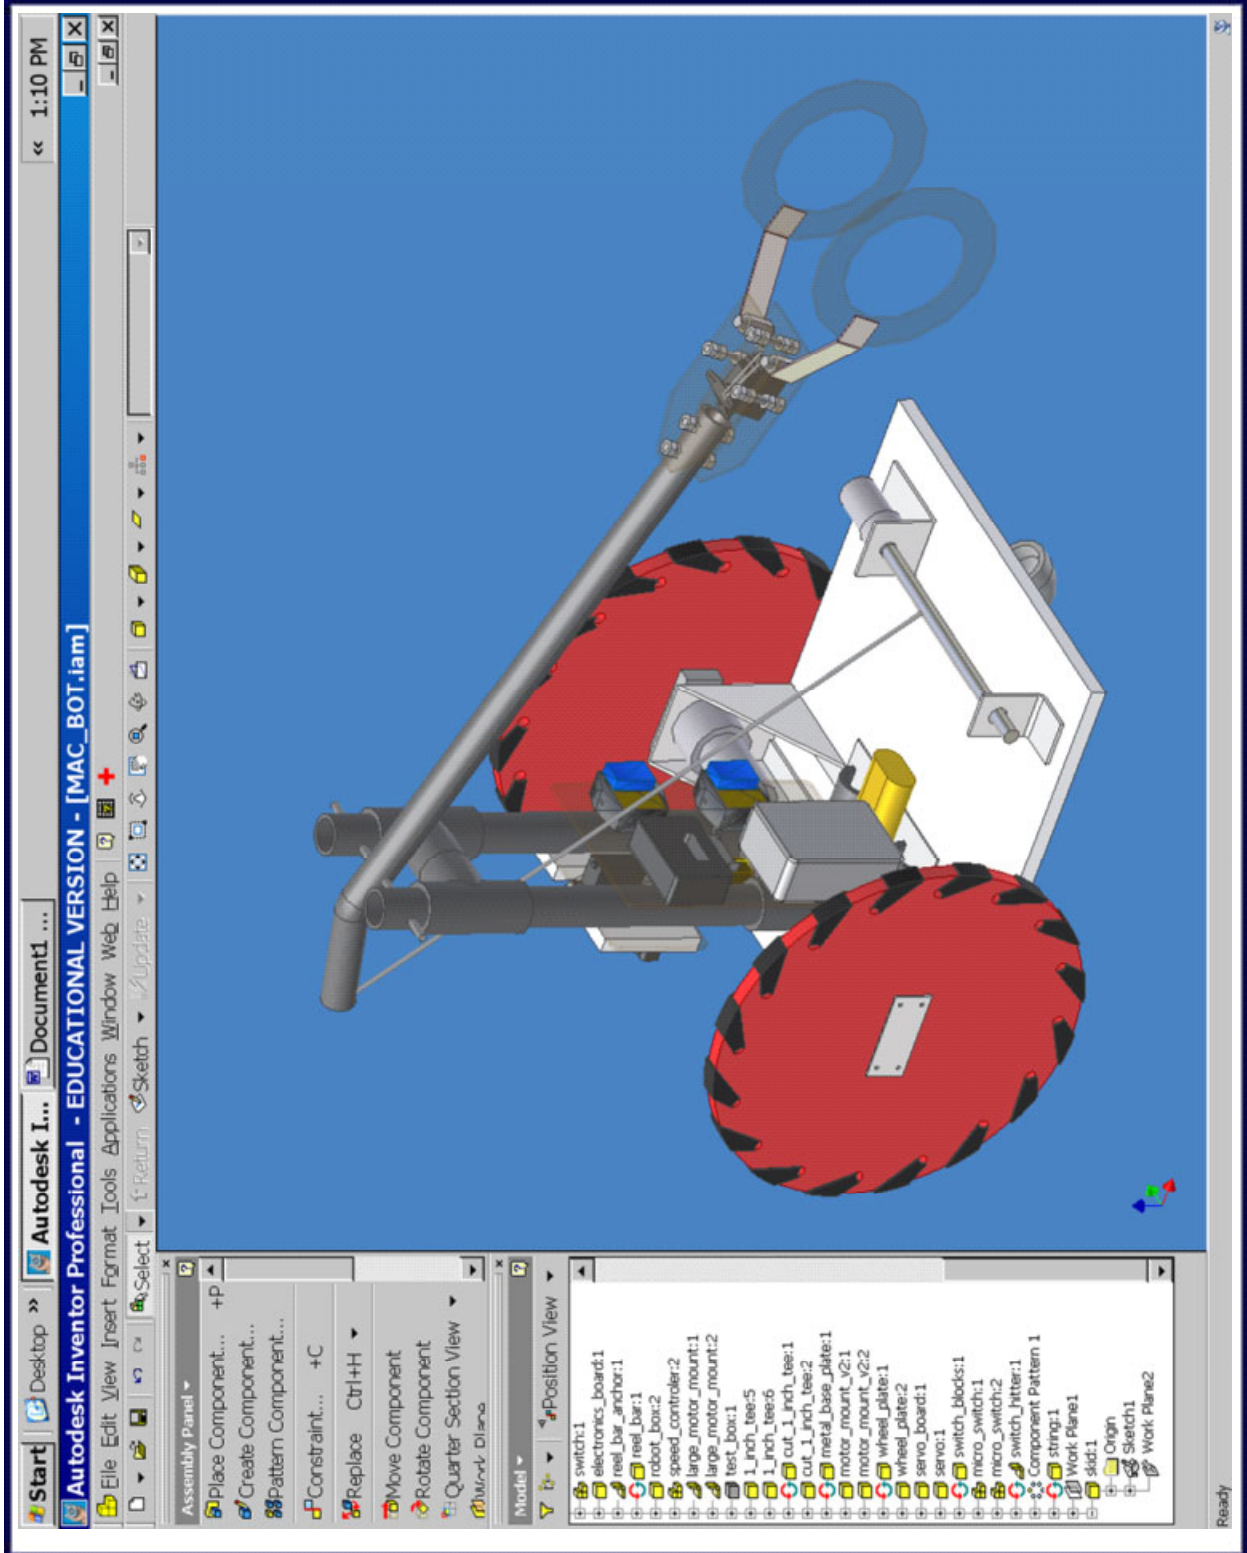 Start
Desktop »
Autodesk I...
Document1 ...
«
1:10 PM
Autodesk Inventor Professional - EDUCATIONAL VERSION - [MAC_BOT.iam]
File Edit View Insert Format Tools Applications Window Web Help
Select
Return
Sketch
Update
Assembly Panel
Place Component... +P
Create Component...
Pattern Component...
Constraint... +C
Replace Ctrl+H
Move Component
Rotate Component
Quarter Section View
Work Plane
Model
Position View
switch:1
electronics_board:1
reel_bar_anchor:1
reel_bar:1
robot_box:2
speed_controler:2
large_motor_mount:1
large_motor_mount:2
test_box:1
1_inch_tee:5
1_inch_tee:6
cut_1_inch_tee:1
cut_1_inch_tee:2
metal_base_plate:1
motor_mount_v2:1
motor_mount_v2:2
wheel_plate:1
wheel_plate:2
servo_board:1
servo:1
switch_blocks:1
micro_switch:1
micro_switch:2
switch_hitter:1
Component Pattern 1
string:1
Work Plane1
skid:1
Origin
Sketch1
Work Plane2
Ready